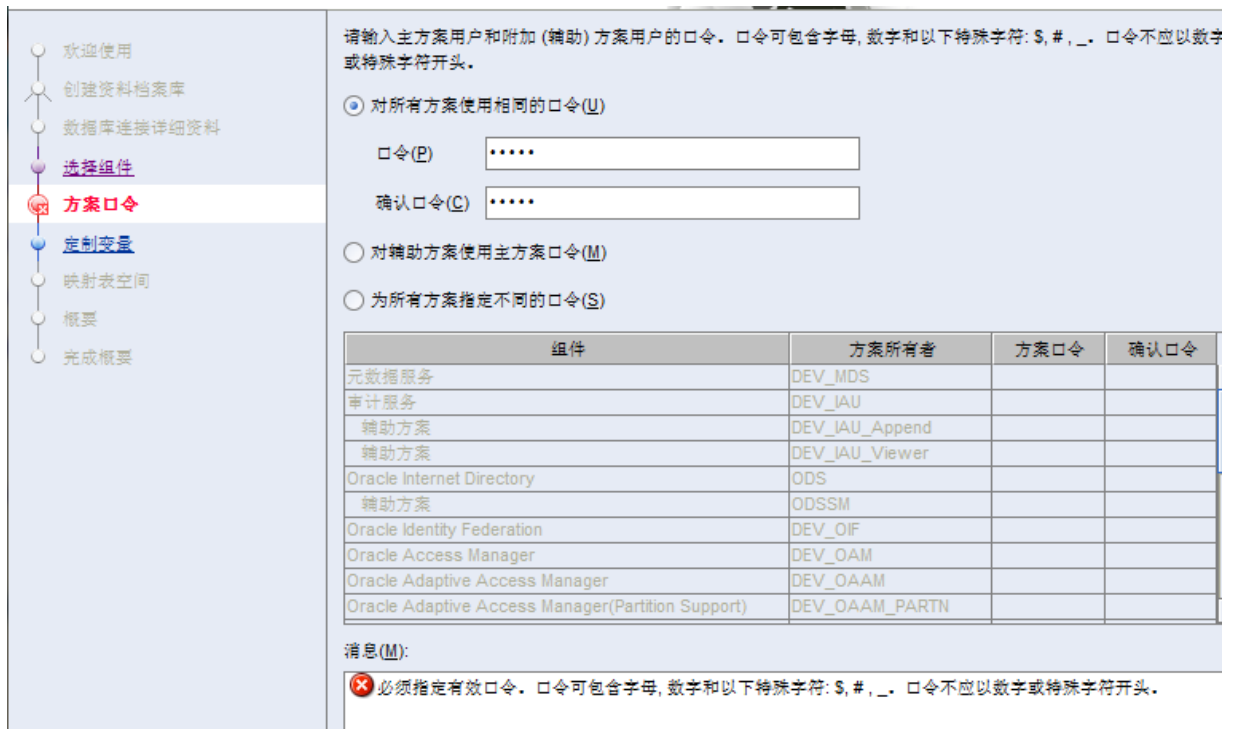 请输入主方案用户和附加 (辅助) 方案用户的口令. 口令可包含字母, 数字和以下特殊字符: $, # , _. 口令不应以数字
或特殊字符开头.
欢迎使用
创建资料档案库
数据库连接详细资料
选择组件
方案口令
定制变量
映射表空间
概要
完成概要
对所有方案使用相同的口令(U)
口令(P) •••••
确认口令(C) •••••
对辅助方案使用主方案口令(M)
为所有方案指定不同的口令(S)
组件 方案所有者 方案口令 确认口令
元数据服务 DEV_MDS
审计服务 DEV_IAU
辅助方案 DEV_IAU_Append
辅助方案 DEV_IAU_Viewer
Oracle Internet Directory ODS
辅助方案 ODSSM
Oracle Identity Federation DEV_OIF
Oracle Access Manager DEV_OAM
Oracle Adaptive Access Manager DEV_OAAM
Oracle Adaptive Access Manager(Partition Support) DEV_OAAM_PARTN
消息(M):
必须指定有效口令. 口令可包含字母, 数字和以下特殊字符: $, # , _. 口令不应以数字或特殊字符开头.